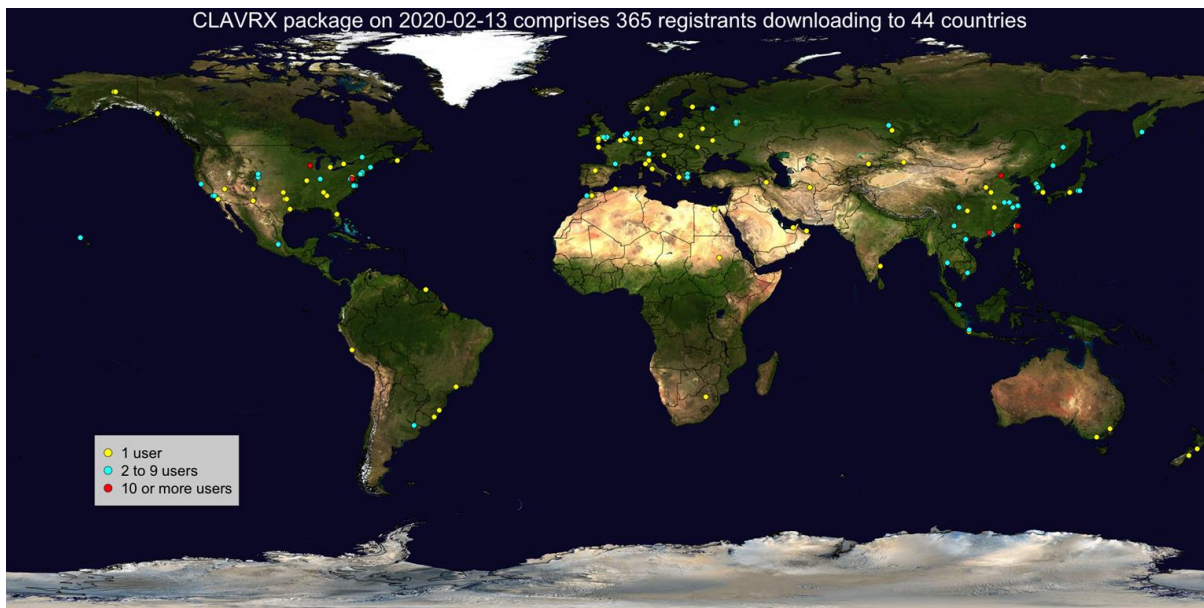 CLAVRX package on 2020-02-13 comprises 365 registrants downloading to 44 countries
1 user
2 to 9 users
10 or more users